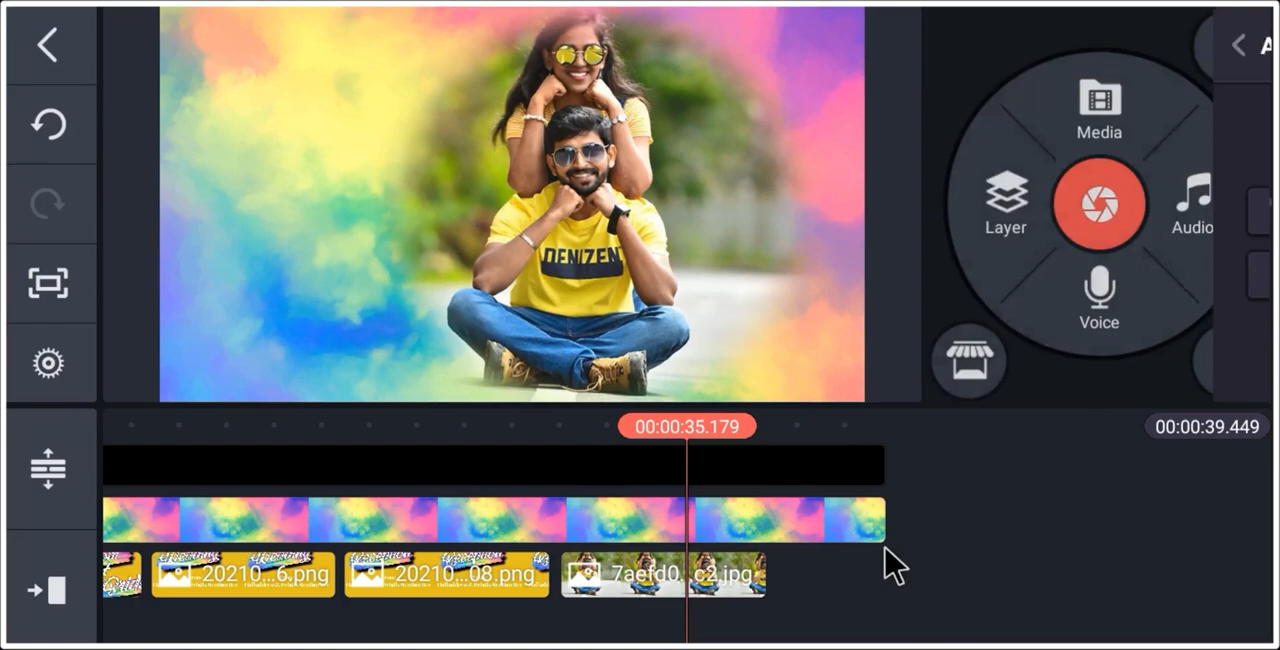 Media
Layer
Audio
Voice
A
DENIZEN
00:00:35.179
00:00:39.449
20210...6.png
20210...08.png
7aefd0...c2.jpg